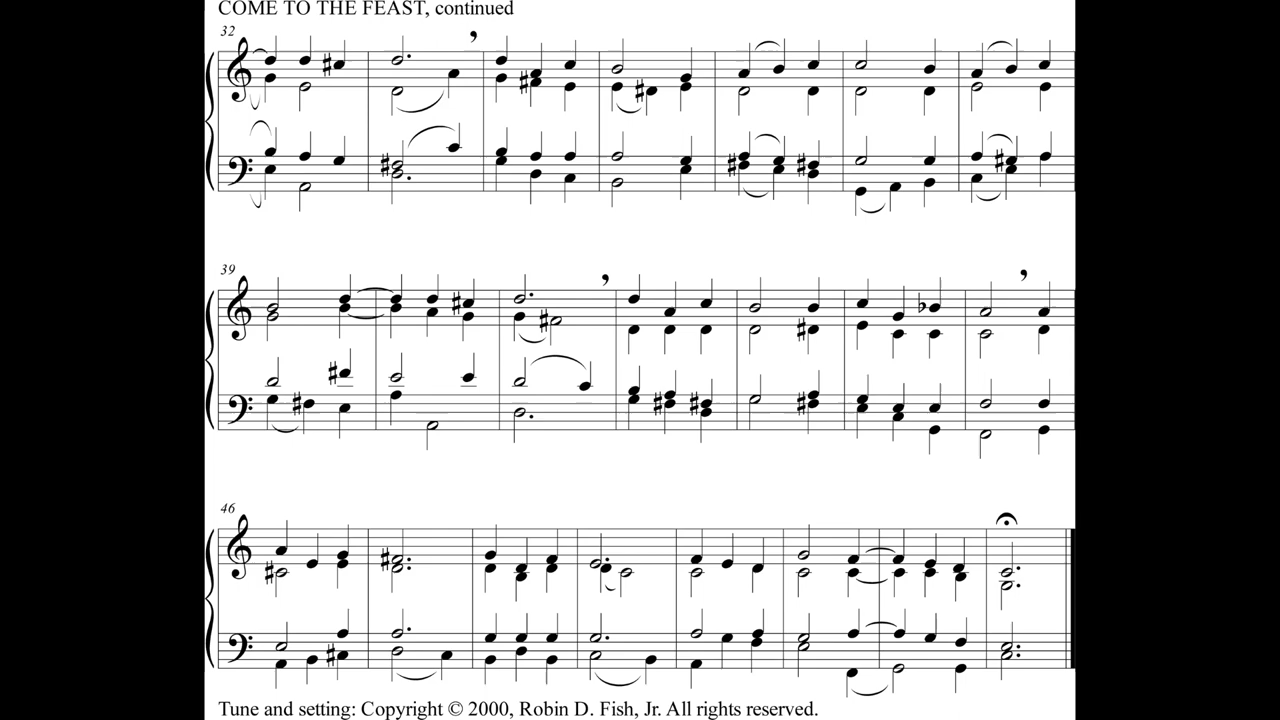 COME TO THE FEAST, continued
32
39
46
Tune and setting: Copyright © 2000, Robin D. Fish, Jr. All rights reserved.